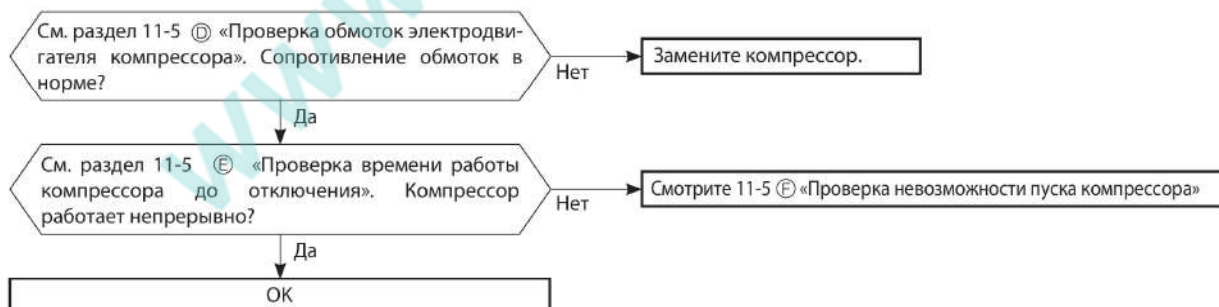 См. раздел 11-5 Ⓓ «Проверка обмоток электродви-
гателя компрессора». Сопротивление обмоток в
норме?
Нет
Замените компрессор.
Да
См. раздел 11-5 Ⓔ «Проверка времени работы
компрессора до отключения». Компрессор
работает непрерывно?
Нет
Смотрите 11-5 Ⓕ «Проверка невозможности пуска компрессора»
Да
OK
www